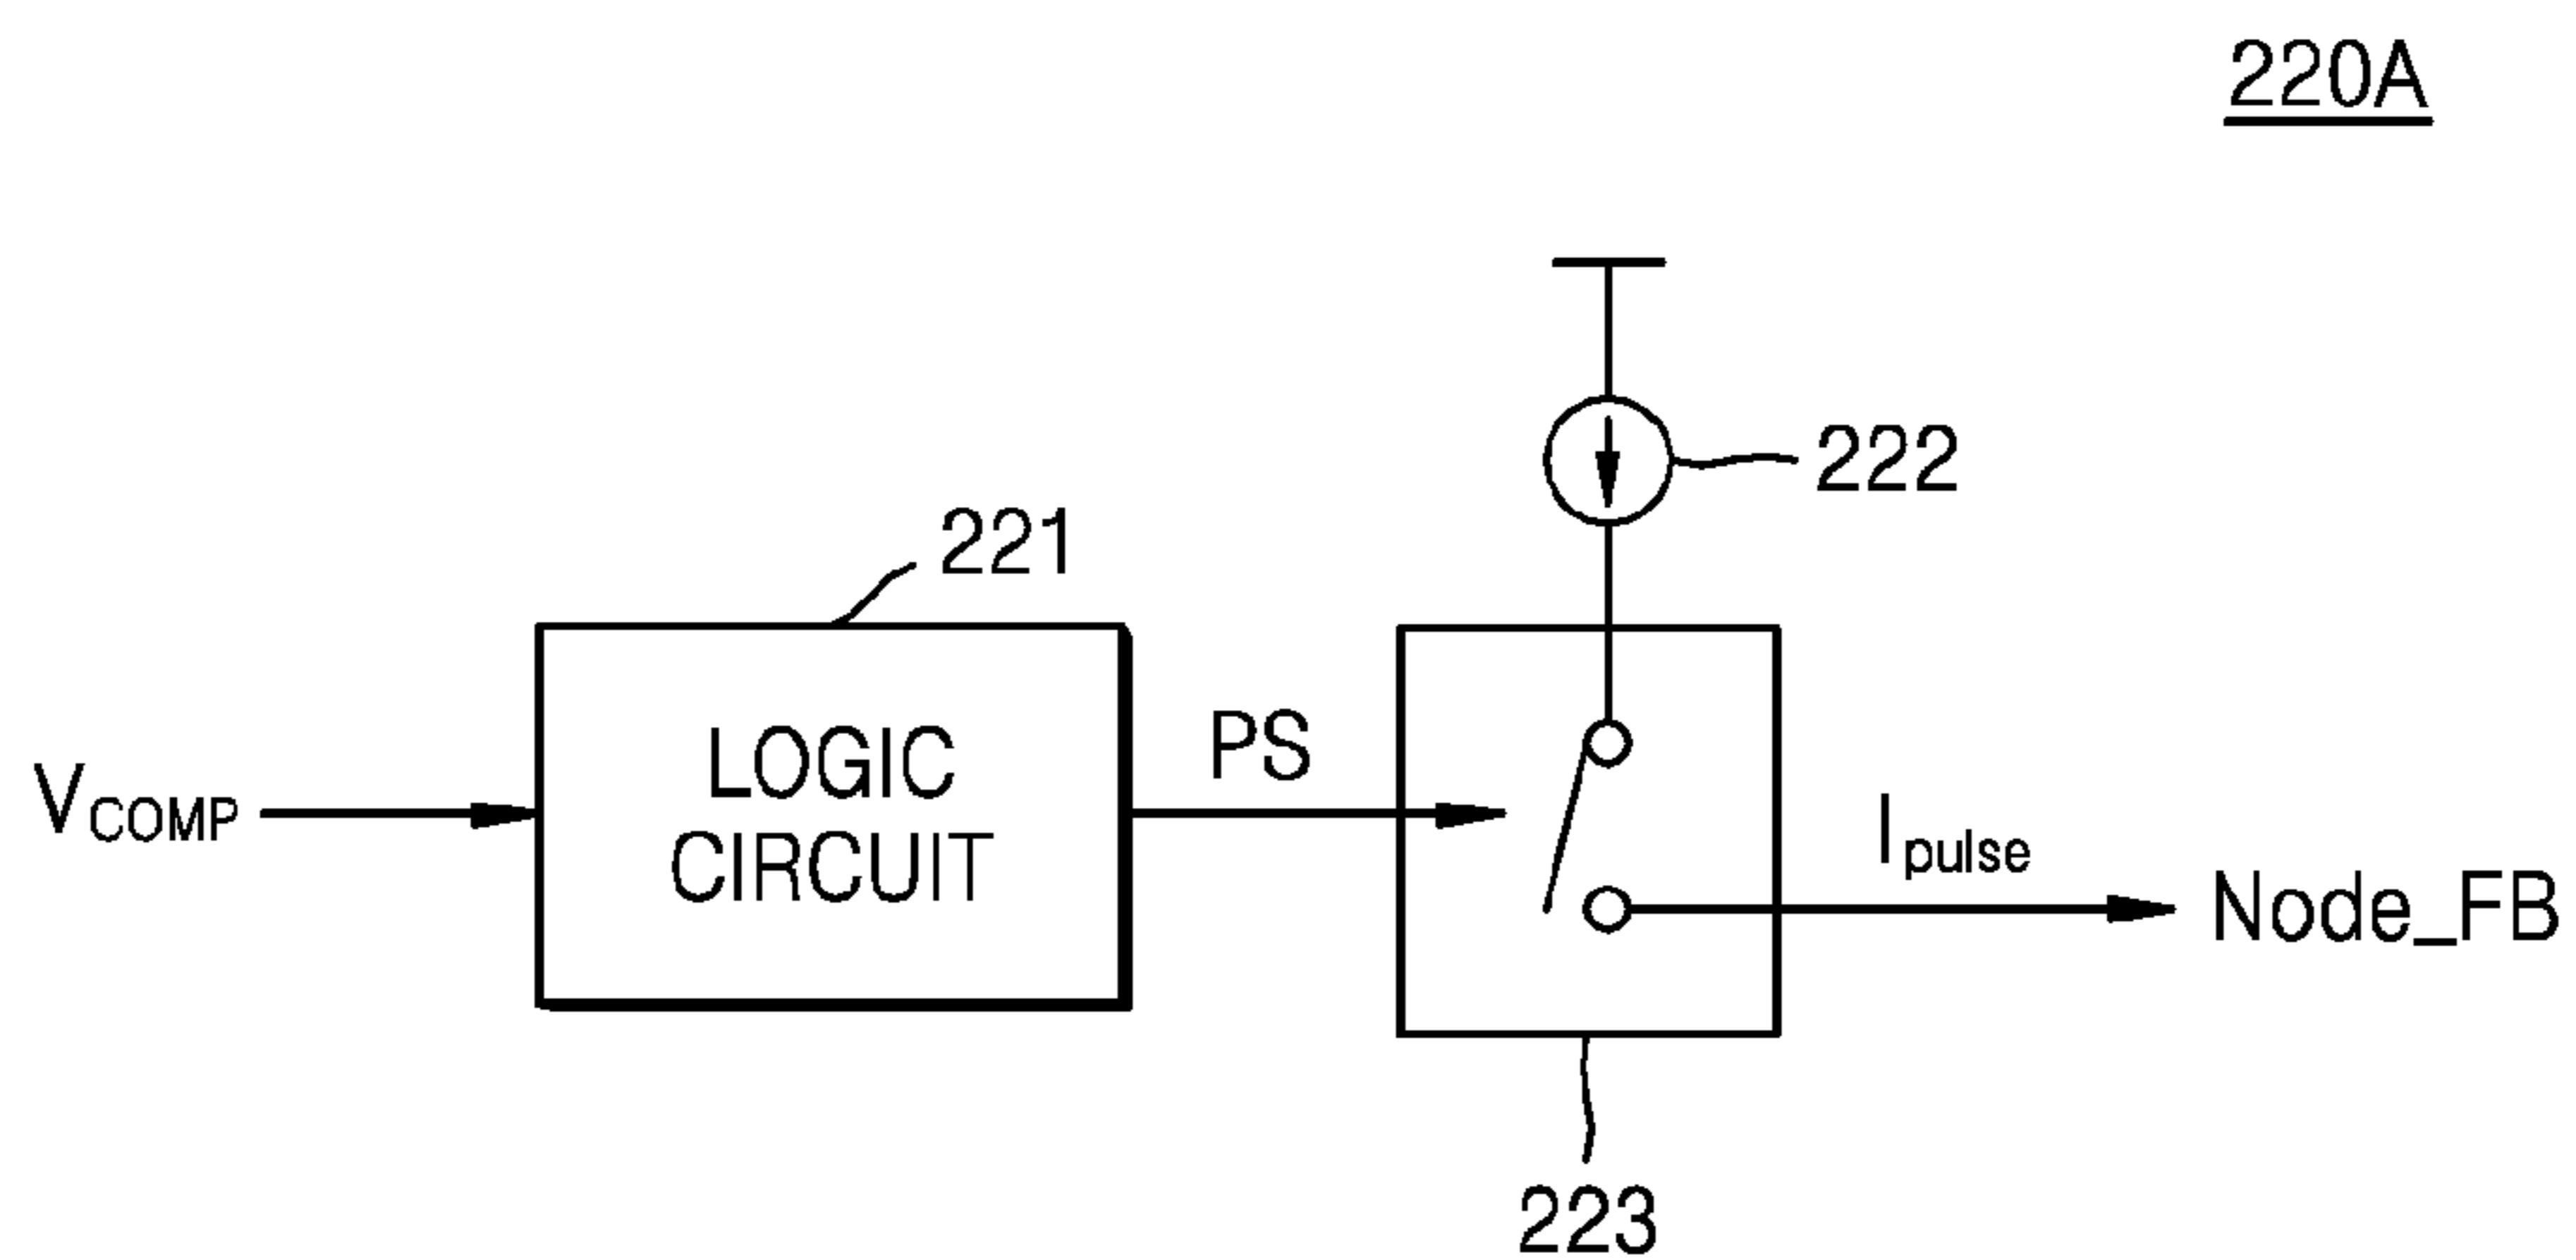 220A
222
221
LOGIC
CIRCUIT
PS
VCOMP
Ipulse
Node_FB
223